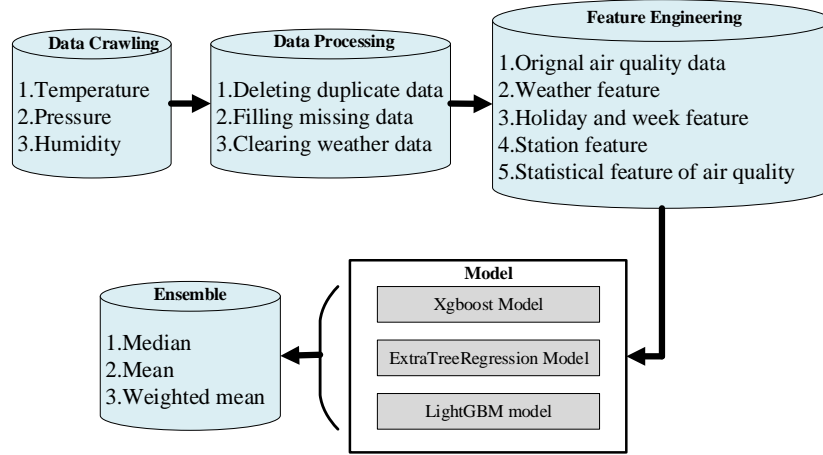 Data Crawling
1.Temperature
2.Pressure
3.Humidity
Data Processing
1.Deleting duplicate data
2.Filling missing data
3.Clearing weather data
Feature Engineering
1.Orignal air quality data
2.Weather feature
3.Holiday and week feature
4.Station feature
5.Statistical feature of air quality
Model
Xgboost Model
ExtraTreeRegression Model
LightGBM model
Ensemble
1.Median
2.Mean
3.Weighted mean